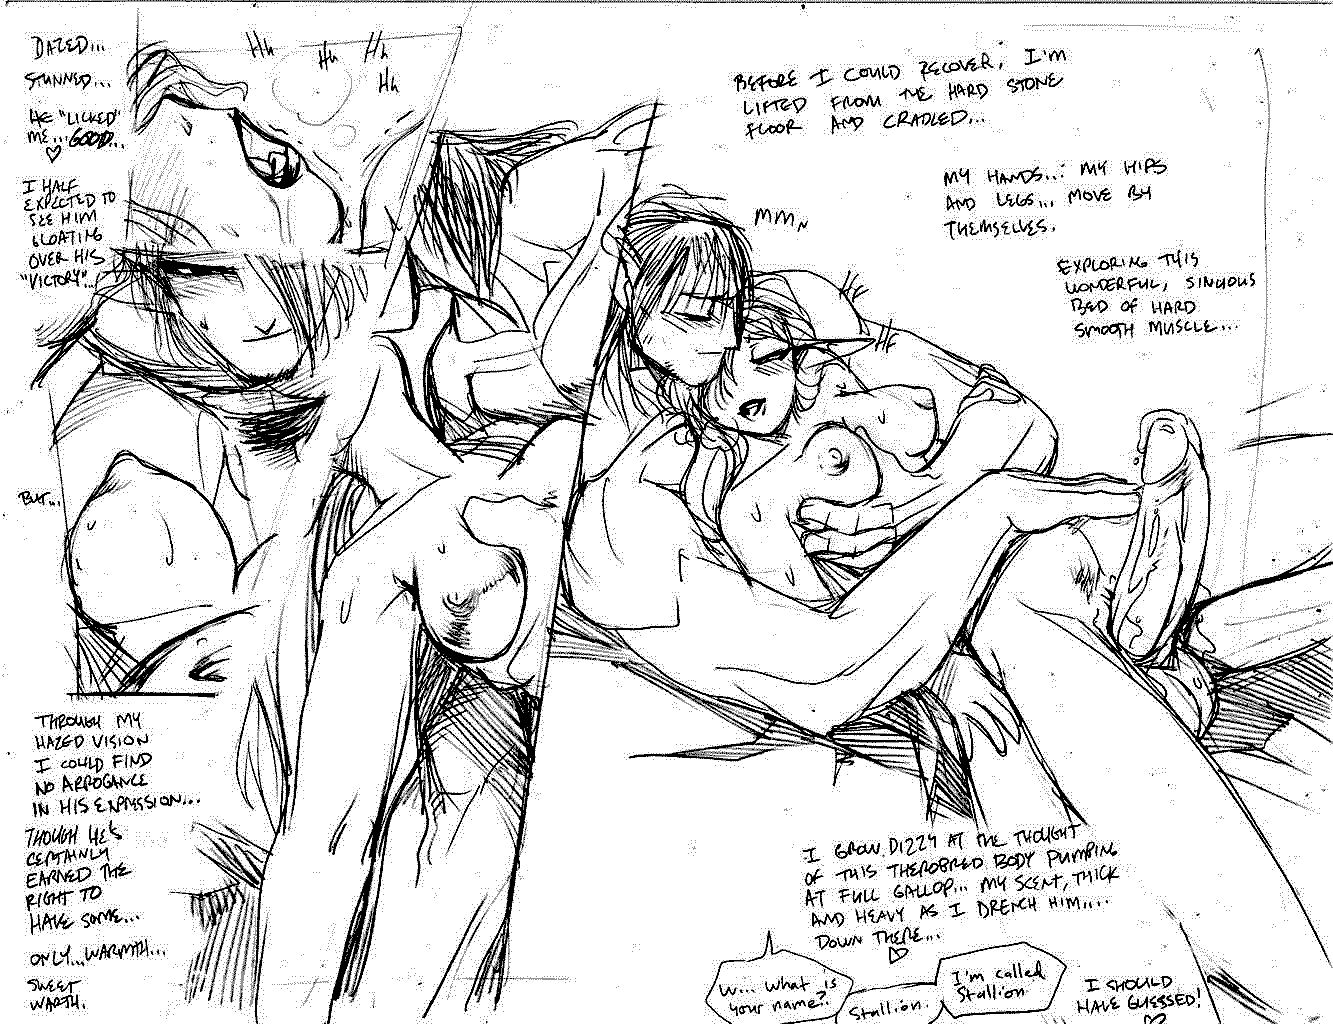 DAZED...
STUNNED...
HE "LICKED"
ME... GOOD...
♡
I HALF
EXPECTED TO
SEE HIM
GLOATING
OVER HIS
"VICTORY"...
BUT...
THROUGH MY
HAZED VISION
I COULD FIND
NO ARROGANCE
IN HIS EXPRESSION...
THOUGH HE'S
CERTAINLY
EARNED THE
RIGHT TO
HAVE SOME...
ONLY... WARMTH...
SWEET
WARTH.
Hh
Hh
Hh
Hh
BEFORE I COULD RECOVER, I'M
LIFTED FROM THE HARD STONE
FLOOR AND CRADLED...
MY HANDS... MY HIPS
AND LEGS... MOVE BY
THEMSELVES.
EXPLORING THIS
WONDERFUL, SINUOUS
BED OF HARD
SMOOTH MUSCLE...
MMM
HF
I GROW DIZZY AT THE THOUGHT
OF THIS THEROBRED BODY PUMPING
AT FULL GALLOP... MY SCENT, THICK
AND HEAVY AS I DRENCH HIM....
DOWN THERE...
♡
W... What is
your name?
Stallion.
I'm called
Stallion
I SHOULD
HAVE GUESSED!
♡